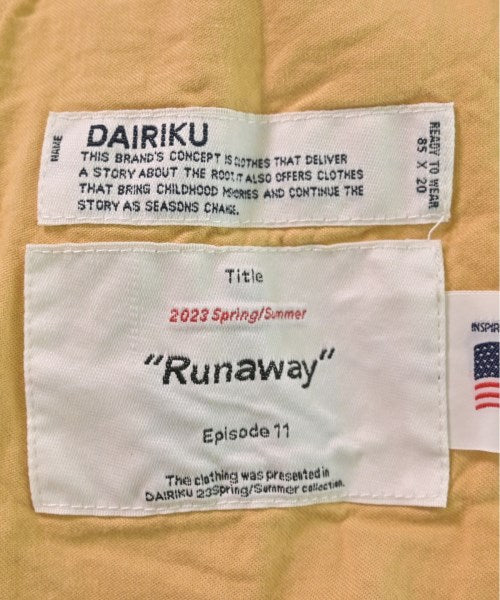 NAME
DAIRIKU
THIS BRAND'S CONCEPT IS CLOTHES THAT DELIVER
A STORY ABOUT THE ROOT.IT ALSO OFFERS CLOTHES
THAT BRING CHILDHOOD MEMORIES AND CONTINUE THE
STORY AS SEASONS CHANGE.
READY TO WEAR
85 X 20
Title
2023 Spring/Summer
"Runaway"
Episode 11
The clothing was presented in
DAIRIKU 23Spring/Summer collection.
INSPIR